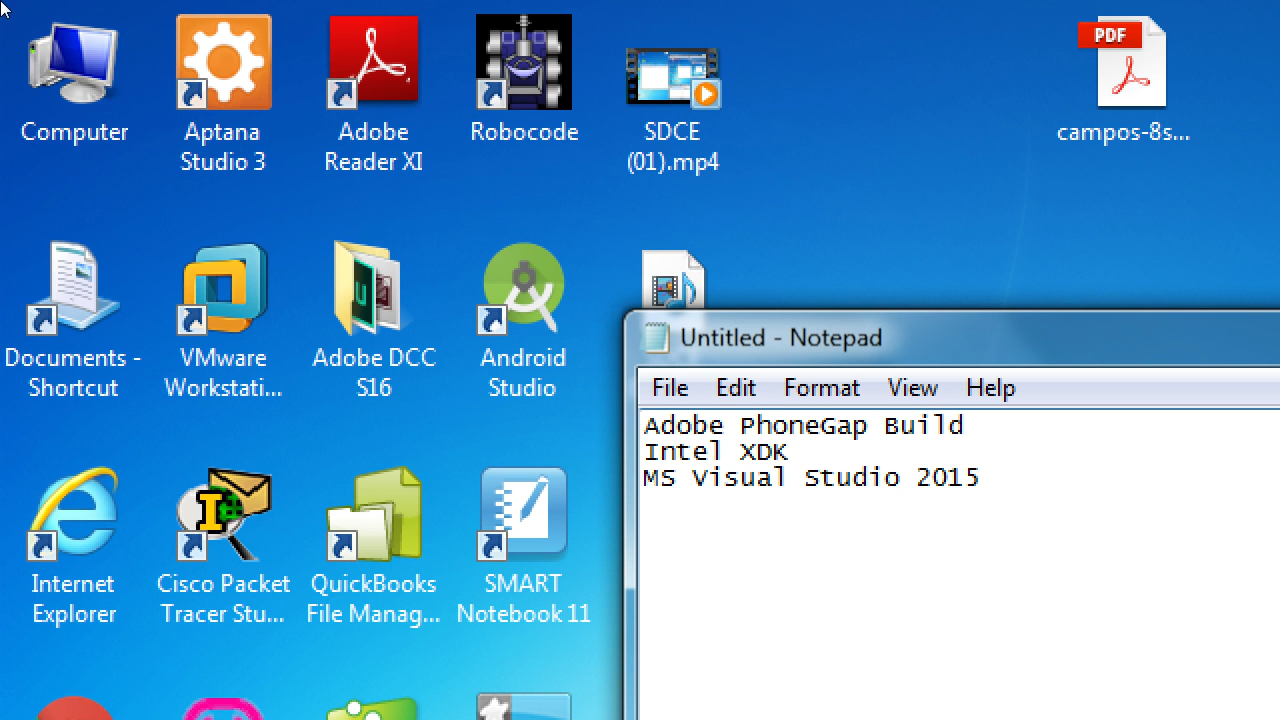 Computer
Aptana
Studio 3
Adobe
Reader XI
Robocode
SDCE
(01).mp4
PDF
campos-8s...
Documents -
Shortcut
VMware
Workstati...
Adobe DCC
S16
Android
Studio
Untitled - Notepad
File Edit Format View Help
Adobe PhoneGap Build
Intel XDK
MS Visual Studio 2015
Internet
Explorer
Cisco Packet
Tracer Stu...
QuickBooks
File Manag...
SMART
Notebook 11